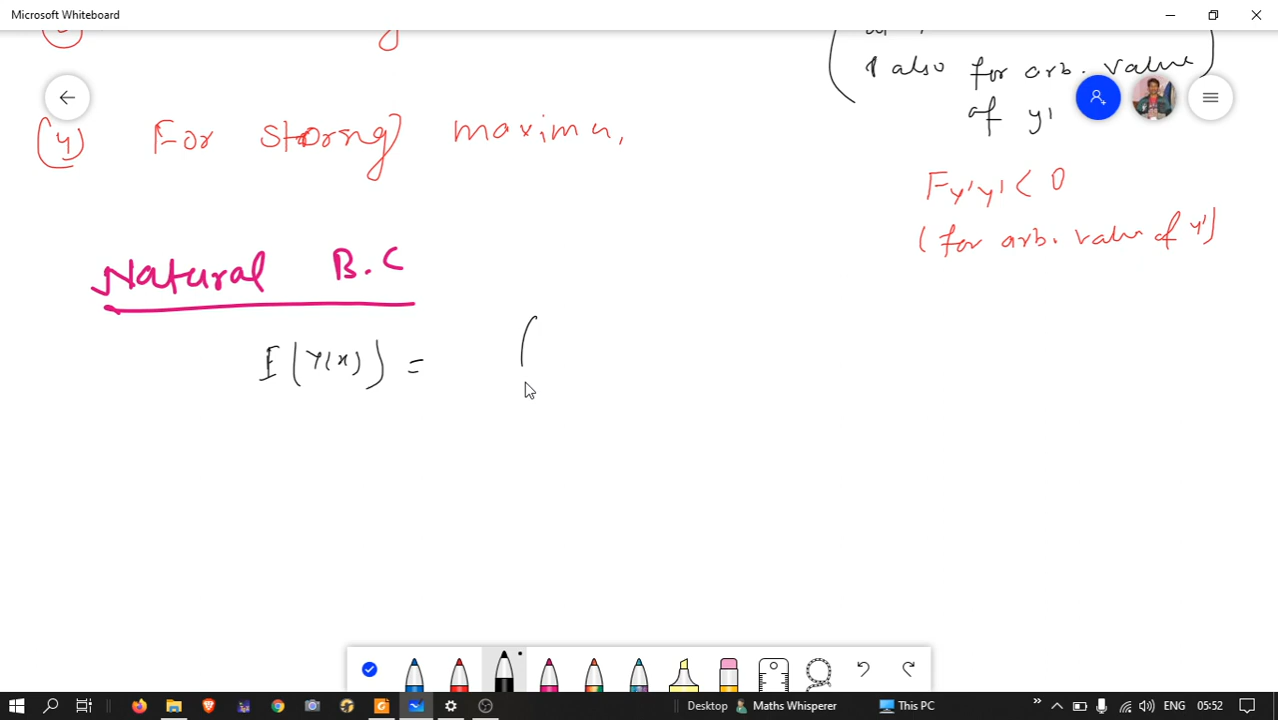 Microsoft Whiteboard
also for arb. value
of y'
(4) For storng maxima,
Fy'y' < 0
(for arb. value of y')
Natural B.C
I(Y(x)) =
Desktop Maths Whisperer This PC ENG 05:52